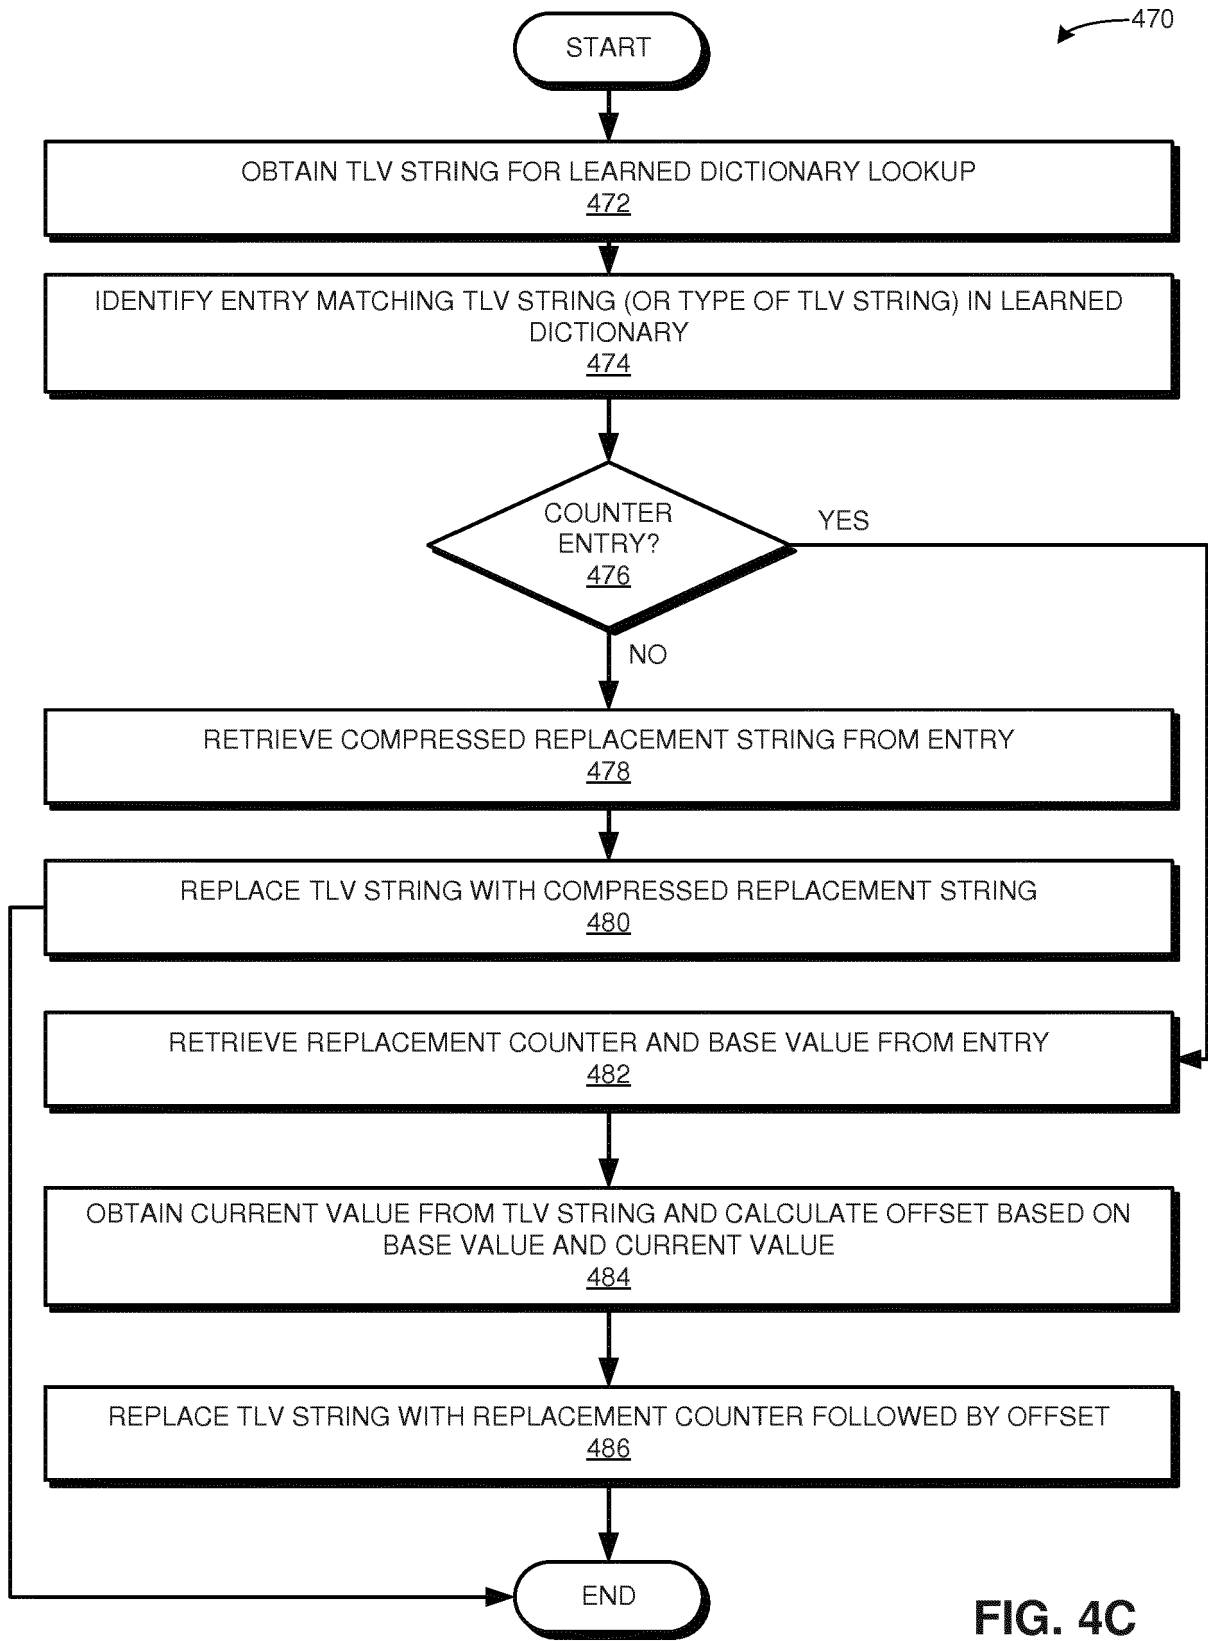 START
470
OBTAIN TLV STRING FOR LEARNED DICTIONARY LOOKUP
472
IDENTIFY ENTRY MATCHING TLV STRING (OR TYPE OF TLV STRING) IN LEARNED
DICTIONARY
474
COUNTER
ENTRY?
476
YES
NO
RETRIEVE COMPRESSED REPLACEMENT STRING FROM ENTRY
478
REPLACE TLV STRING WITH COMPRESSED REPLACEMENT STRING
480
RETRIEVE REPLACEMENT COUNTER AND BASE VALUE FROM ENTRY
482
OBTAIN CURRENT VALUE FROM TLV STRING AND CALCULATE OFFSET BASED ON
BASE VALUE AND CURRENT VALUE
484
REPLACE TLV STRING WITH REPLACEMENT COUNTER FOLLOWED BY OFFSET
486
END
FIG. 4C